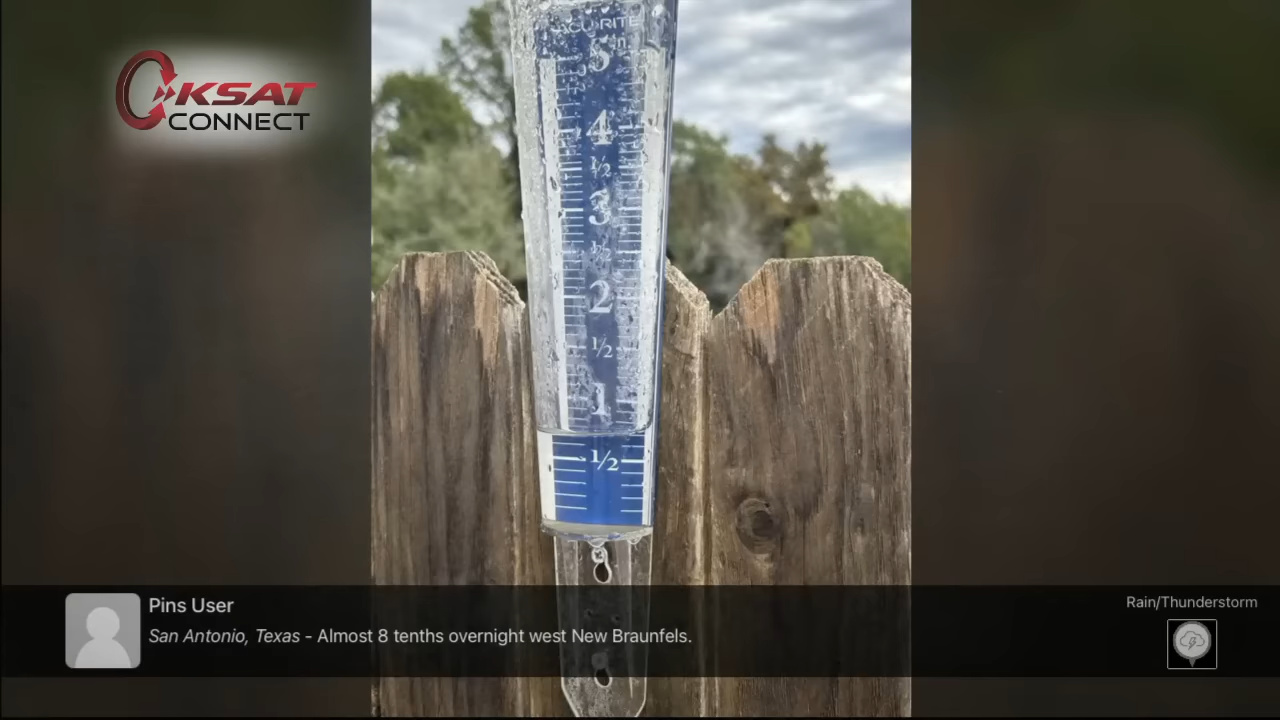 KSAT
CONNECT
ACURITE
in.
5
4
½
3
½
2
½
1
½
Pins User
San Antonio, Texas - Almost 8 tenths overnight west New Braunfels.
Rain/Thunderstorm